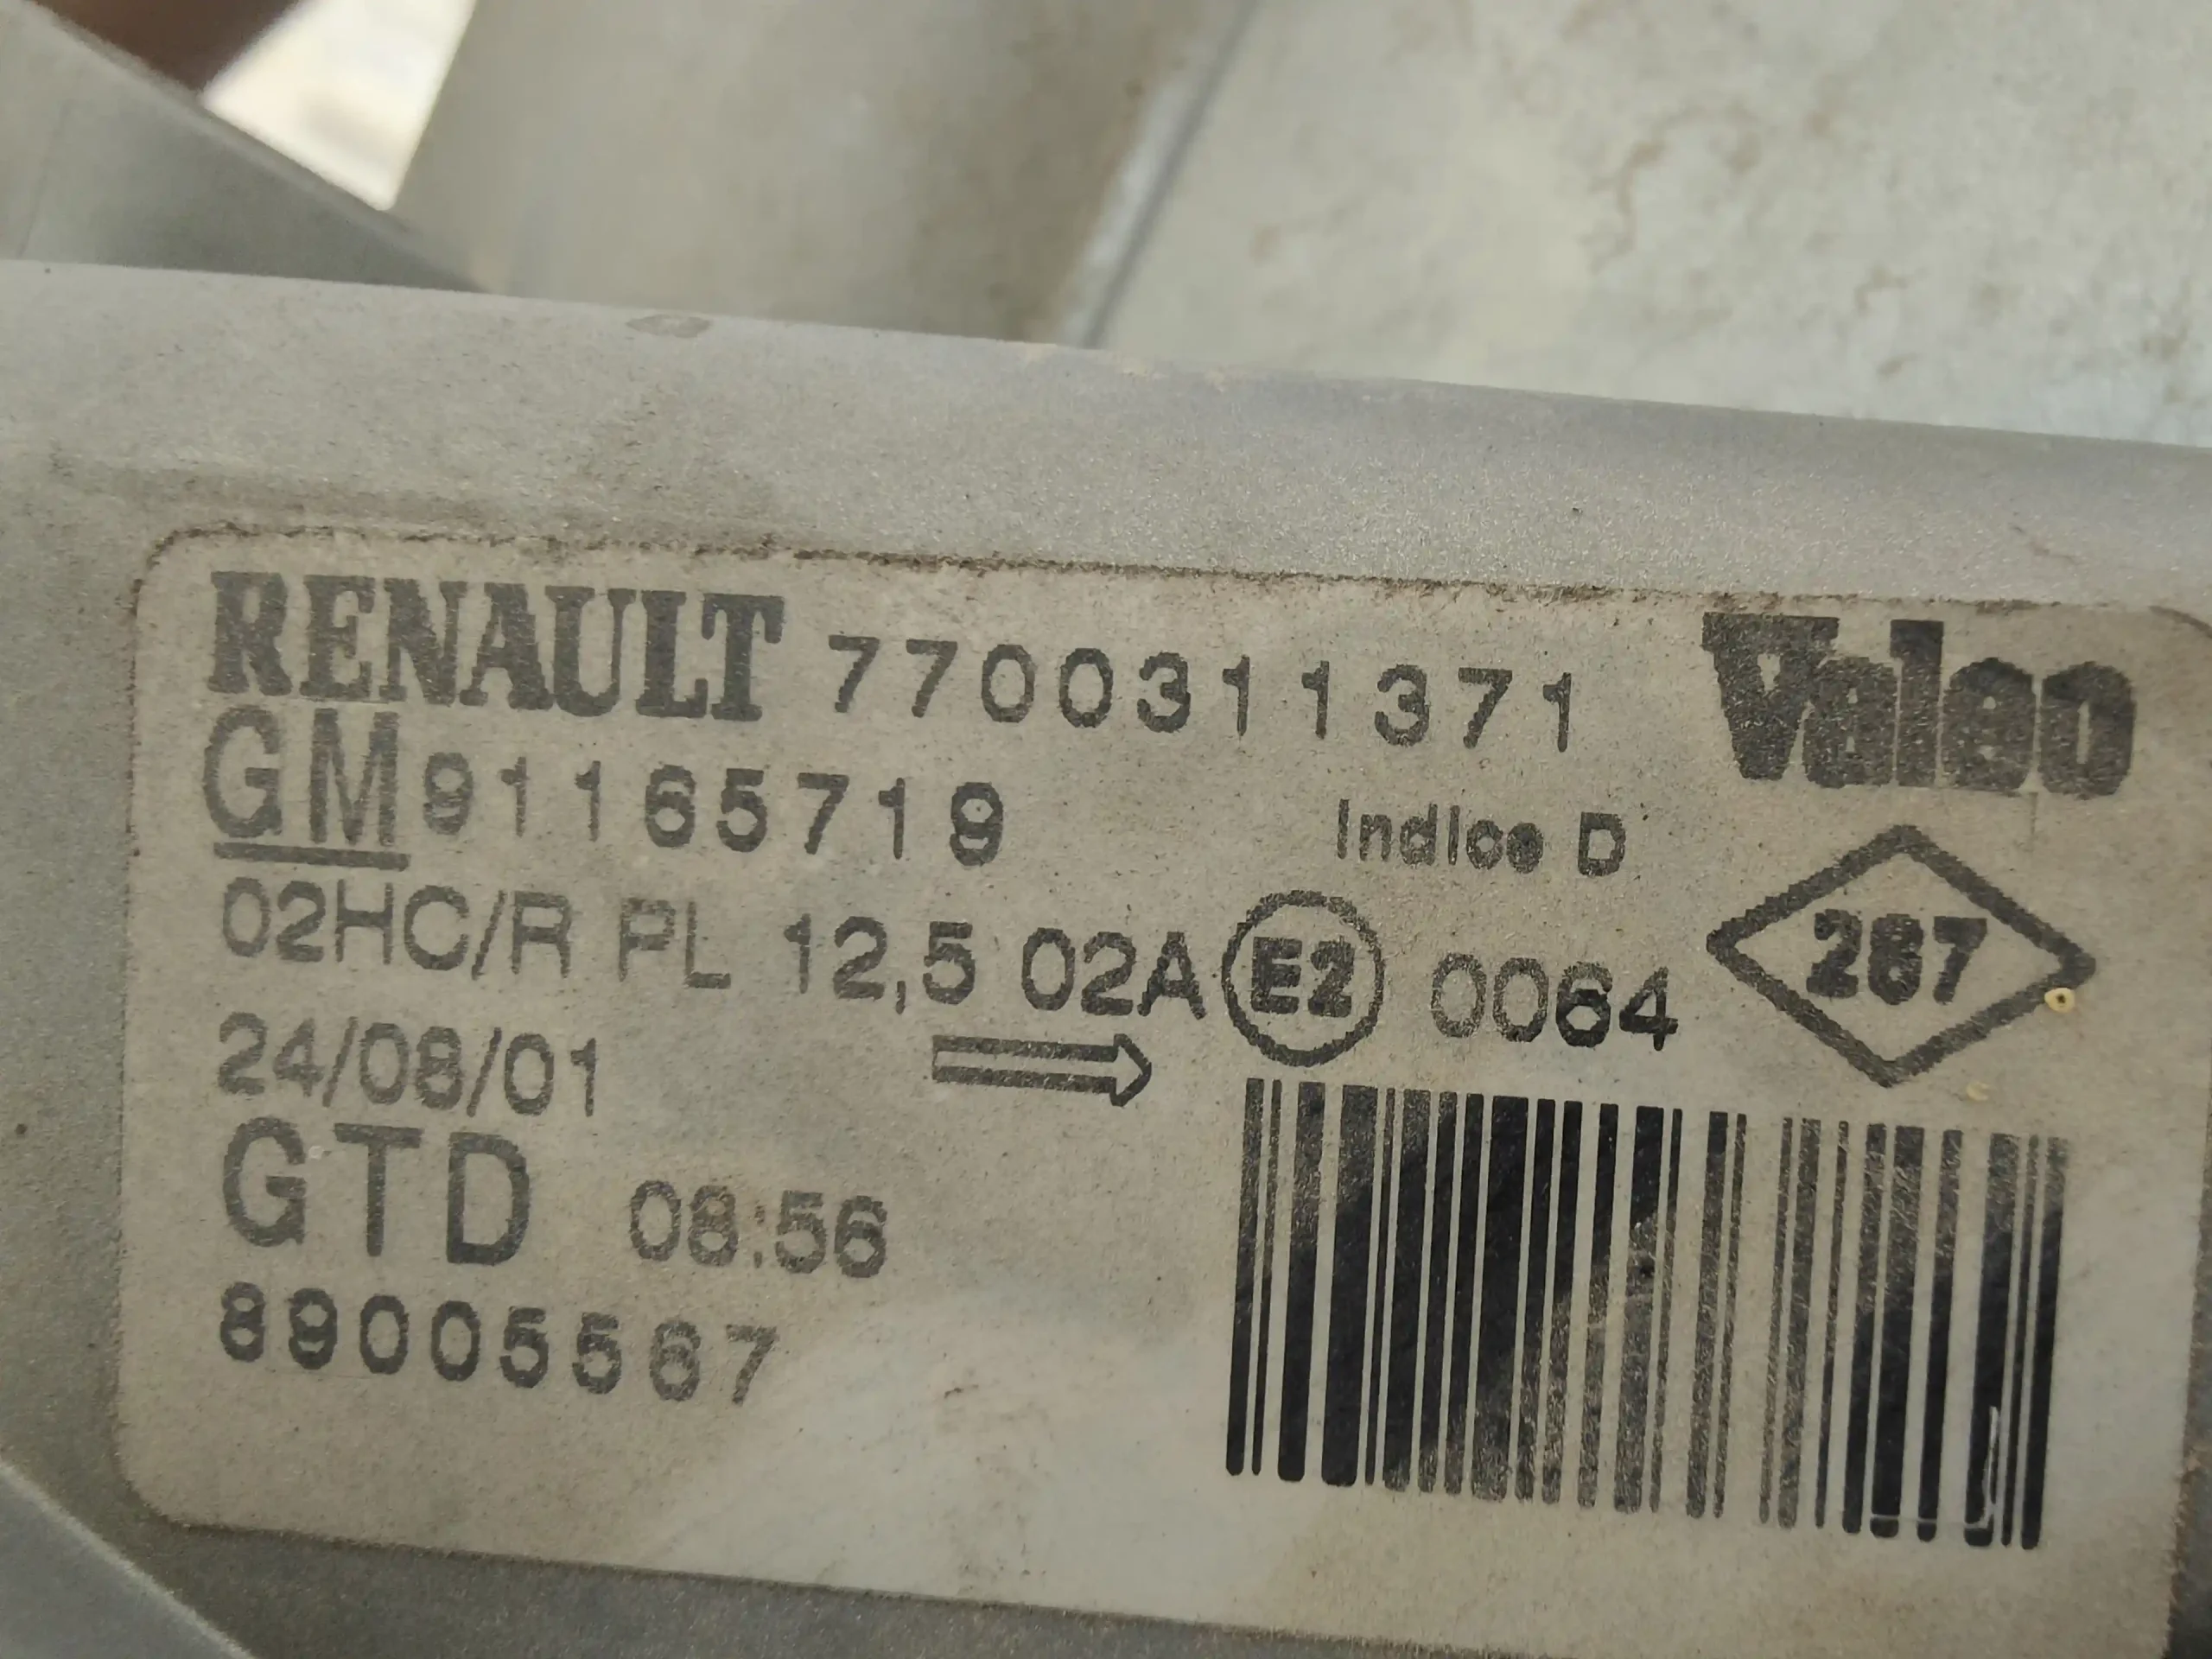 RENAULT 7700311371 Valeo
GM 91165719 Indice D
02HC/R PL 12,5 02A E2 0064 287
24/08/01
GTD 08:56
89005567